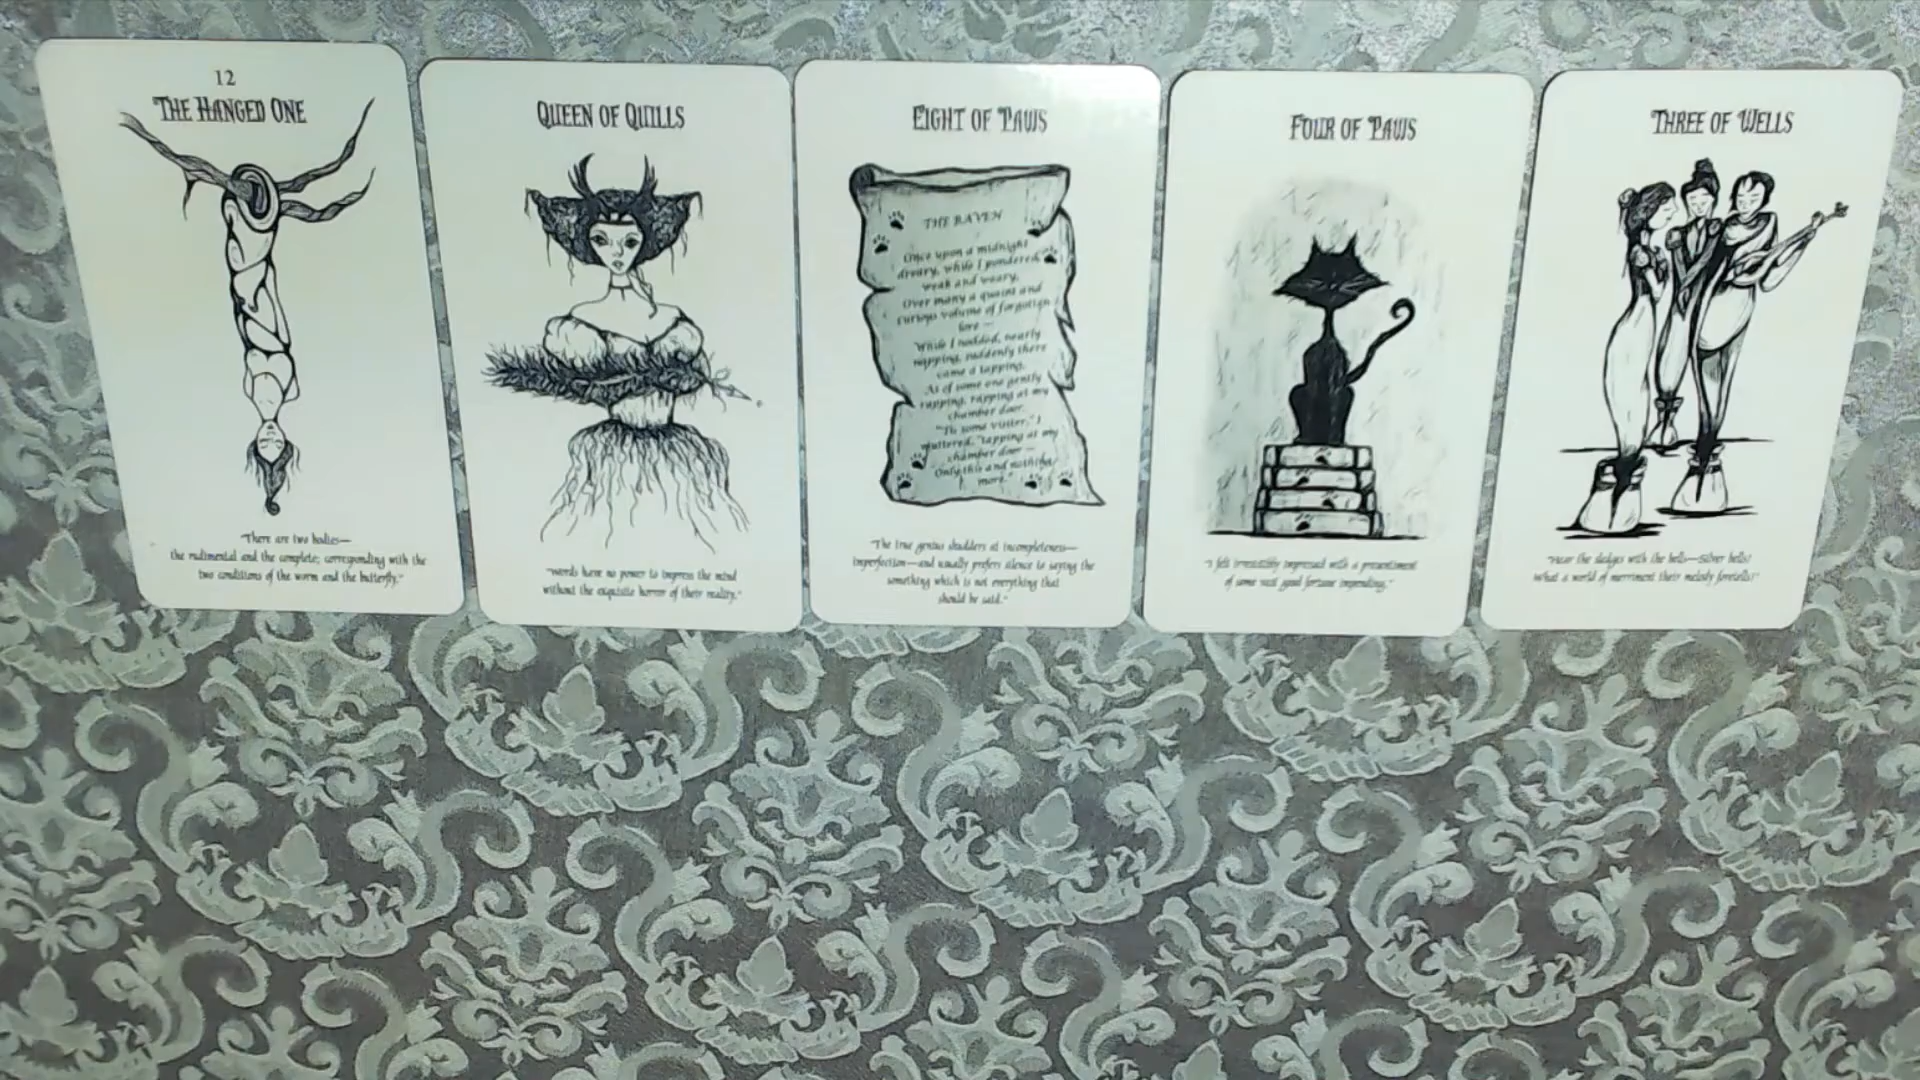 12
THE HANGED ONE
"There are two bodies—
the rudimental and the complete; corresponding with the
two conditions of the worm and the butterfly."
QUEEN OF QUILLS
"Words have no power to impress the mind
without the exquisite horror of their reality."
EIGHT OF PAWS
THE RAVEN
Once upon a midnight
dreary, while I pondered,
weak and weary,
Over many a quaint and
curious volume of forgotten
lore —
While I nodded, nearly
napping, suddenly there
came a tapping,
As of some one gently
rapping, rapping at my
chamber door.
"'Tis some visiter," I
muttered, "tapping at my
chamber door —
Only this and nothing
more."
"The true genius shudders at incompleteness—
imperfection—and usually prefers silence to saying the
something which is not everything that
should be said."
FOUR OF PAWS
"I felt irresistibly impressed with a presentiment
of some vast good fortune impending."
THREE OF WELLS
"Hear the sledges with the bells—Silver bells!
What a world of merriment their melody foretells!"